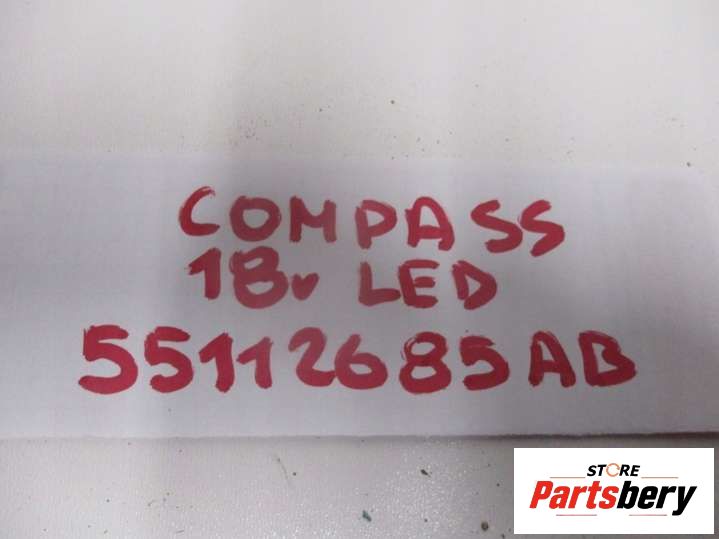 COMPASS
18v LED
55112685AB
STORE
Partsbery